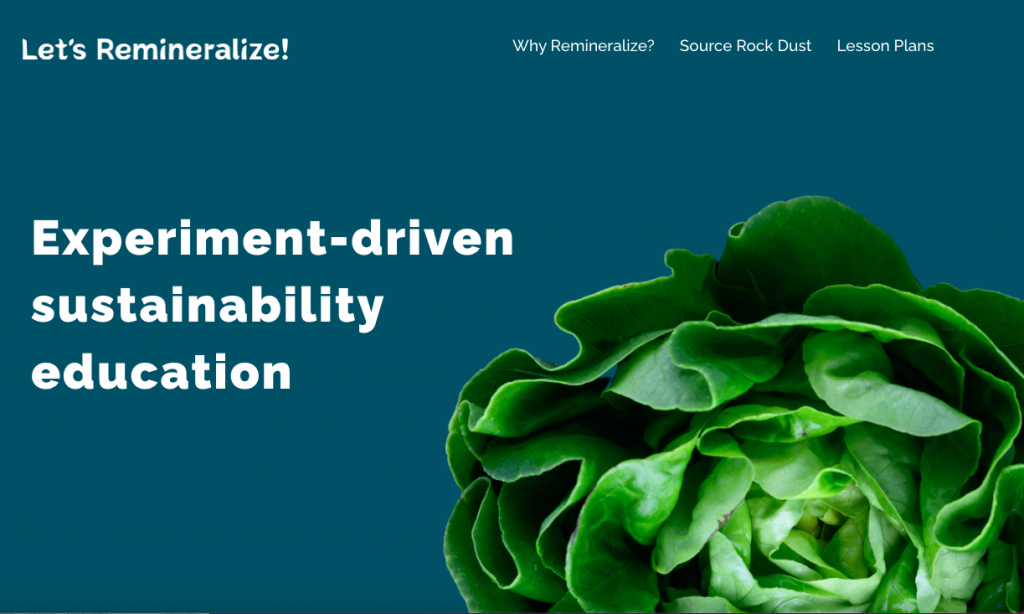 Let's Remineralize!
Why Remineralize? Source Rock Dust Lesson Plans
Experiment-driven
sustainability
education